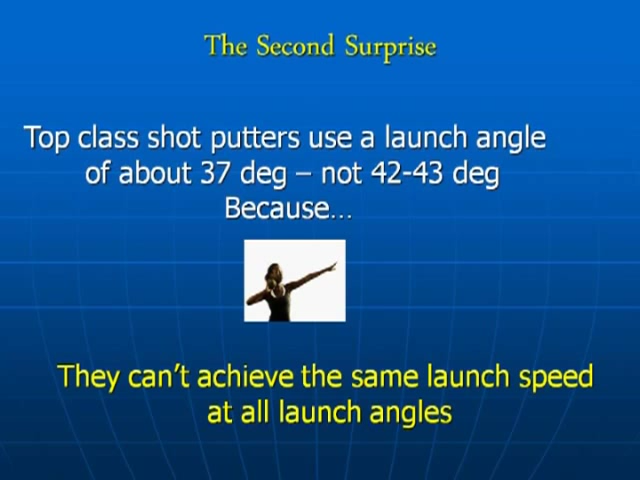 The Second Surprise
Top class shot putters use a launch angle
of about 37 deg – not 42-43 deg
Because…
They can't achieve the same launch speed
at all launch angles